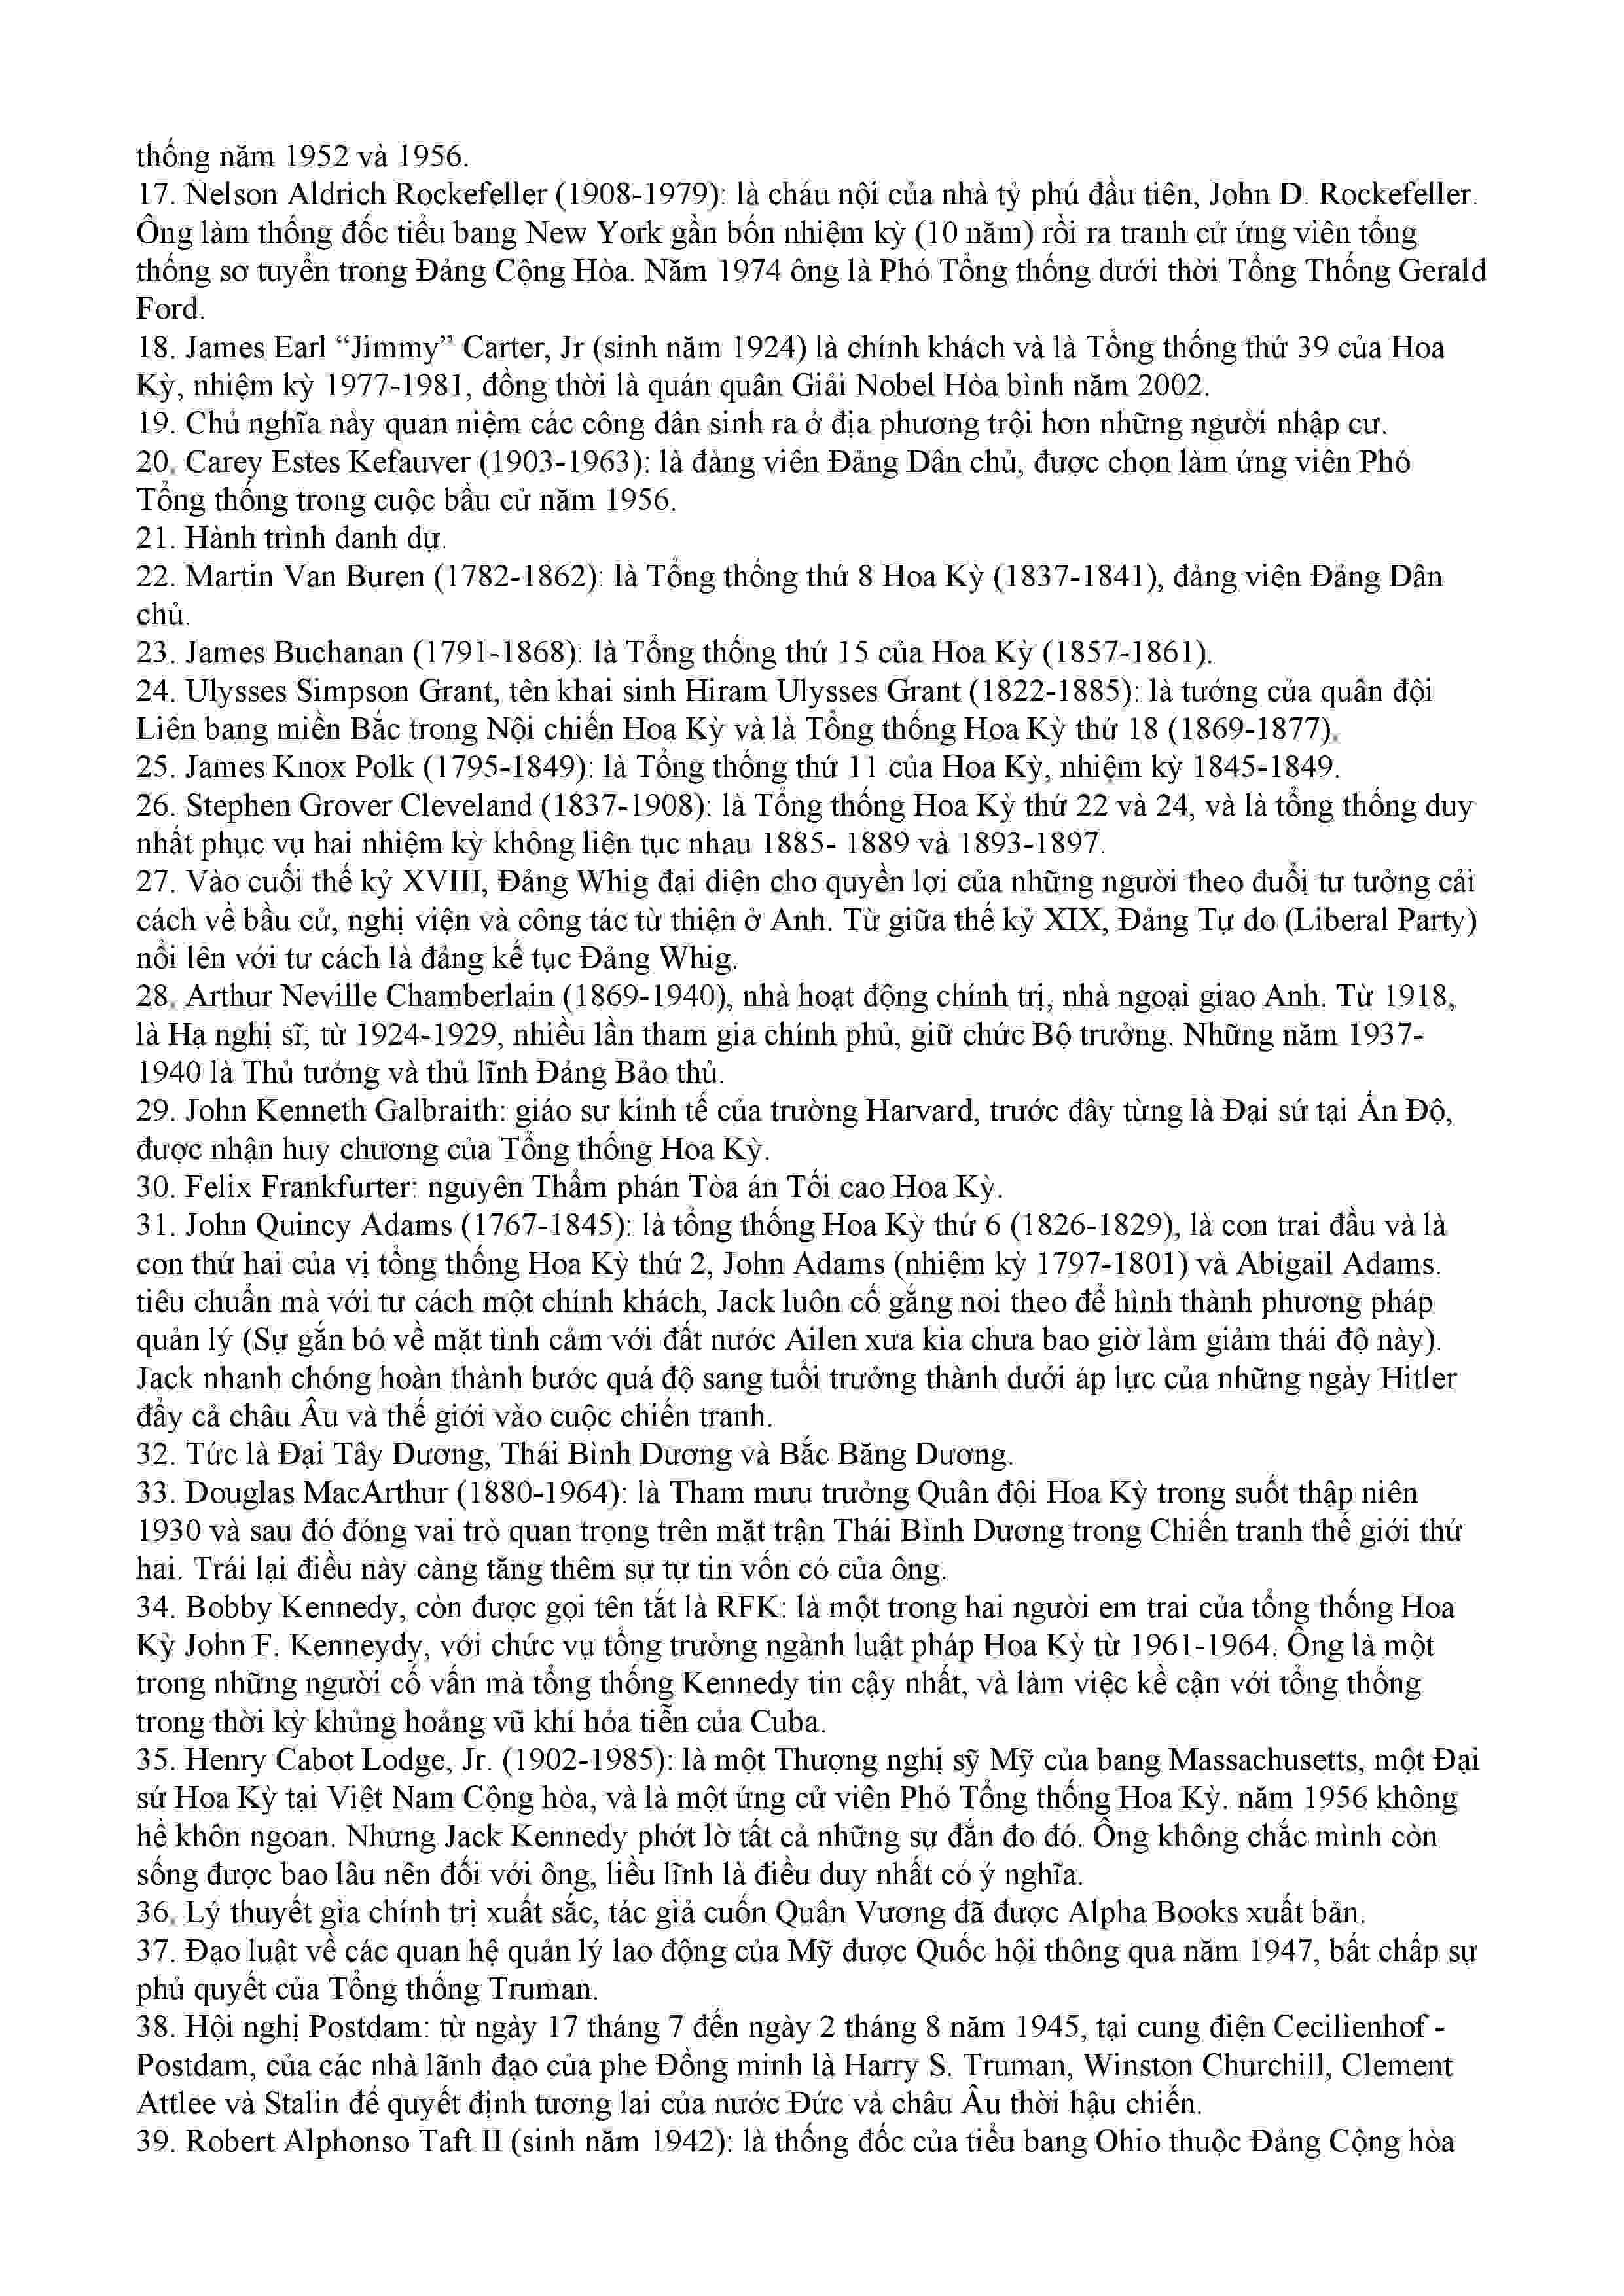 thống năm 1952 và 1956.
17. Nelson Aldrich Rockefeller (1908-1979): là cháu nội của nhà tỷ phú đầu tiên, John D. Rockefeller.
Ông làm thống đốc tiểu bang New York gần bốn nhiệm kỳ (10 năm) rồi ra tranh cử ứng viên tổng
thống sơ tuyển trong Đảng Cộng Hòa. Năm 1974 ông là Phó Tổng thống dưới thời Tổng Thống Gerald
Ford.
18. James Earl “Jimmy” Carter, Jr (sinh năm 1924) là chính khách và là Tổng thống thứ 39 của Hoa
Kỳ, nhiệm kỳ 1977-1981, đồng thời là quán quân Giải Nobel Hòa bình năm 2002.
19. Chủ nghĩa này quan niệm các công dân sinh ra ở địa phương trội hơn những người nhập cư.
20. Carey Estes Kefauver (1903-1963): là đảng viên Đảng Dân chủ, được chọn làm ứng viên Phó
Tổng thống trong cuộc bầu cử năm 1956.
21. Hành trình danh dự.
22. Martin Van Buren (1782-1862): là Tổng thống thứ 8 Hoa Kỳ (1837-1841), đảng viên Đảng Dân
chủ.
23. James Buchanan (1791-1868): là Tổng thống thứ 15 của Hoa Kỳ (1857-1861).
24. Ulysses Simpson Grant, tên khai sinh Hiram Ulysses Grant (1822-1885): là tướng của quân đội
Liên bang miền Bắc trong Nội chiến Hoa Kỳ và là Tổng thống Hoa Kỳ thứ 18 (1869-1877).
25. James Knox Polk (1795-1849): là Tổng thống thứ 11 của Hoa Kỳ, nhiệm kỳ 1845-1849.
26. Stephen Grover Cleveland (1837-1908): là Tổng thống Hoa Kỳ thứ 22 và 24, và là tổng thống duy
nhất phục vụ hai nhiệm kỳ không liên tục nhau 1885- 1889 và 1893-1897.
27. Vào cuối thế kỷ XVIII, Đảng Whig đại diện cho quyền lợi của những người theo đuổi tư tưởng cải
cách về bầu cử, nghị viện và công tác từ thiện ở Anh. Từ giữa thế kỷ XIX, Đảng Tự do (Liberal Party)
nổi lên với tư cách là đảng kế tục Đảng Whig.
28. Arthur Neville Chamberlain (1869-1940), nhà hoạt động chính trị, nhà ngoại giao Anh. Từ 1918,
là Hạ nghị sĩ; từ 1924-1929, nhiều lần tham gia chính phủ, giữ chức Bộ trưởng. Những năm 1937-
1940 là Thủ tướng và thủ lĩnh Đảng Bảo thủ.
29. John Kenneth Galbraith: giáo sư kinh tế của trường Harvard, trước đây từng là Đại sứ tại Ấn Độ,
được nhận huy chương của Tổng thống Hoa Kỳ.
30. Felix Frankfurter: nguyên Thẩm phán Tòa án Tối cao Hoa Kỳ.
31. John Quincy Adams (1767-1845): là tổng thống Hoa Kỳ thứ 6 (1826-1829), là con trai đầu và là
con thứ hai của vị tổng thống Hoa Kỳ thứ 2, John Adams (nhiệm kỳ 1797-1801) và Abigail Adams.
tiêu chuẩn mà với tư cách một chính khách, Jack luôn cố gắng noi theo để hình thành phương pháp
quản lý (Sự gắn bó về mặt tình cảm với đất nước Ailen xưa kia chưa bao giờ làm giảm thái độ này).
Jack nhanh chóng hoàn thành bước quá độ sang tuổi trưởng thành dưới áp lực của những ngày Hitler
đẩy cả châu Âu và thế giới vào cuộc chiến tranh.
32. Tức là Đại Tây Dương, Thái Bình Dương và Bắc Băng Dương.
33. Douglas MacArthur (1880-1964): là Tham mưu trưởng Quân đội Hoa Kỳ trong suốt thập niên
1930 và sau đó đóng vai trò quan trọng trên mặt trận Thái Bình Dương trong Chiến tranh thế giới thứ
hai. Trái lại điều này càng tăng thêm sự tự tin vốn có của ông.
34. Bobby Kennedy, còn được gọi tên tắt là RFK: là một trong hai người em trai của tổng thống Hoa
Kỳ John F. Kenneydy, với chức vụ tổng trưởng ngành luật pháp Hoa Kỳ từ 1961-1964. Ông là một
trong những người cố vấn mà tổng thống Kennedy tin cậy nhất, và làm việc kề cận với tổng thống
trong thời kỳ khủng hoảng vũ khí hỏa tiễn của Cuba.
35. Henry Cabot Lodge, Jr. (1902-1985): là một Thượng nghị sỹ Mỹ của bang Massachusetts, một Đại
sứ Hoa Kỳ tại Việt Nam Cộng hòa, và là một ứng cử viên Phó Tổng thống Hoa Kỳ. năm 1956 không
hề khôn ngoan. Nhưng Jack Kennedy phớt lờ tất cả những sự đắn đo đó. Ông không chắc mình còn
sống được bao lâu nên đối với ông, liều lĩnh là điều duy nhất có ý nghĩa.
36. Lý thuyết gia chính trị xuất sắc, tác giả cuốn Quân Vương đã được Alpha Books xuất bản.
37. Đạo luật về các quan hệ quản lý lao động của Mỹ được Quốc hội thông qua năm 1947, bất chấp sự
phủ quyết của Tổng thống Truman.
38. Hội nghị Postdam: từ ngày 17 tháng 7 đến ngày 2 tháng 8 năm 1945, tại cung điện Cecilienhof -
Postdam, của các nhà lãnh đạo của phe Đồng minh là Harry S. Truman, Winston Churchill, Clement
Attlee và Stalin để quyết định tương lai của nước Đức và châu Âu thời hậu chiến.
39. Robert Alphonso Taft II (sinh năm 1942): là thống đốc của tiểu bang Ohio thuộc Đảng Cộng hòa